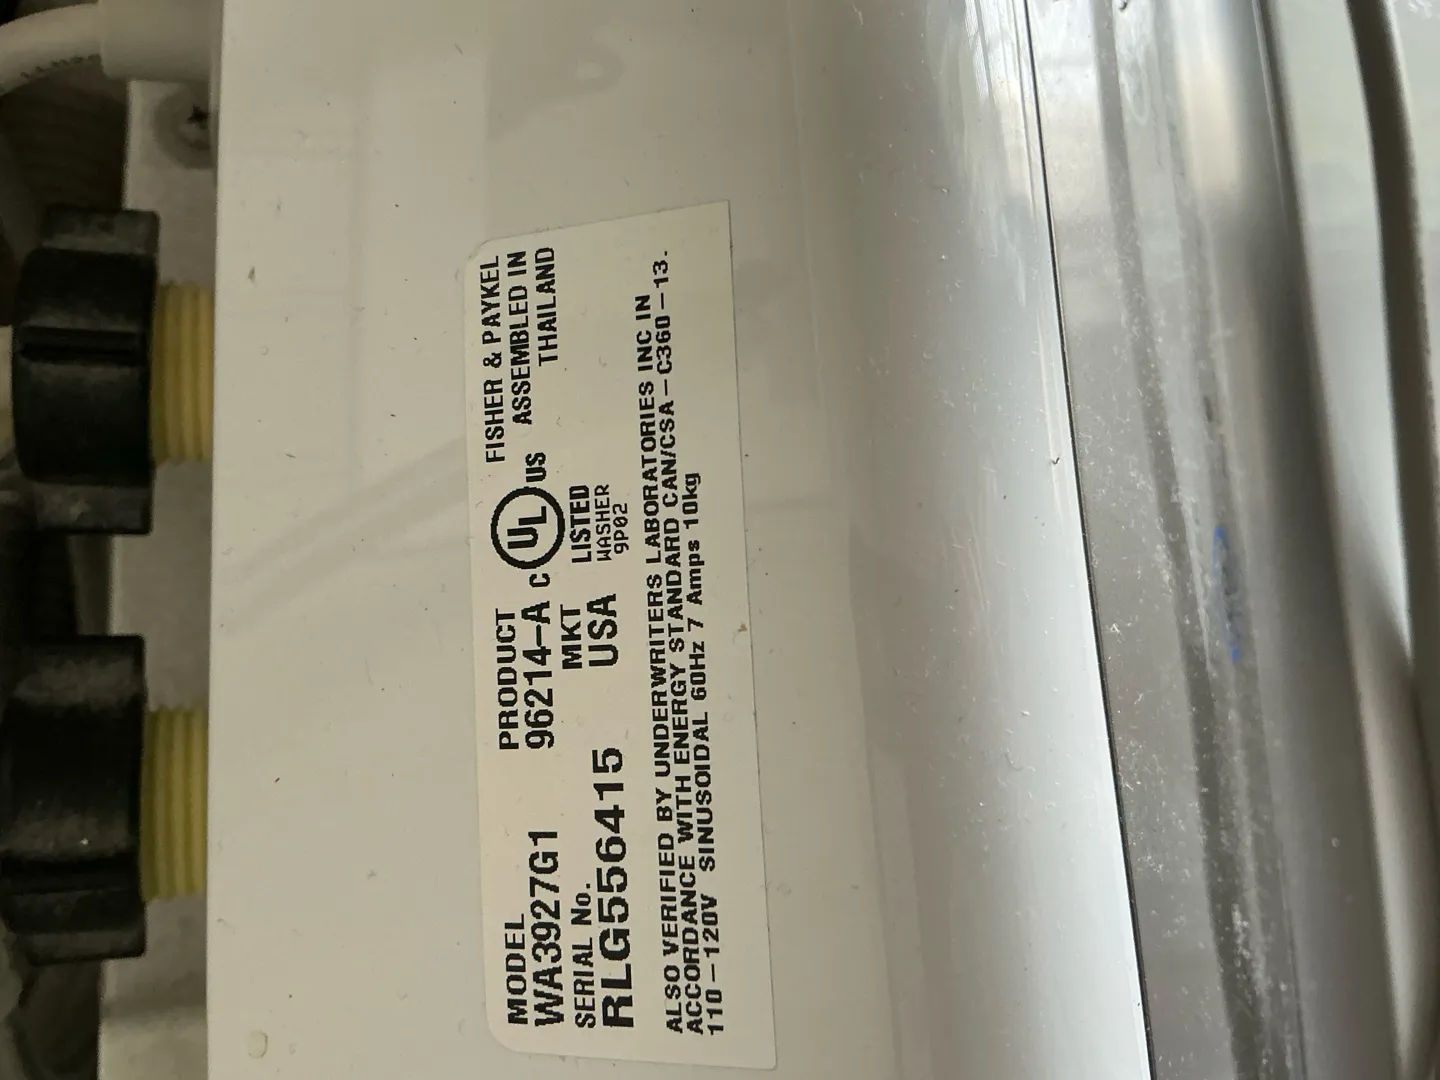 MODEL
WA3927G1
SERIAL No.
RLG556415
PRODUCT
96214-A
MKT
USA
C UL US
LISTED
WASHER
9P02
FISHER & PAYKEL
ASSEMBLED IN
THAILAND
ALSO VERIFIED BY UNDERWRITERS LABORATORIES INC IN
ACCORDANCE WITH ENERGY STANDARD CAN/CSA-C360-13.
110-120V SINUSOIDAL 60Hz 7 Amps 10kg